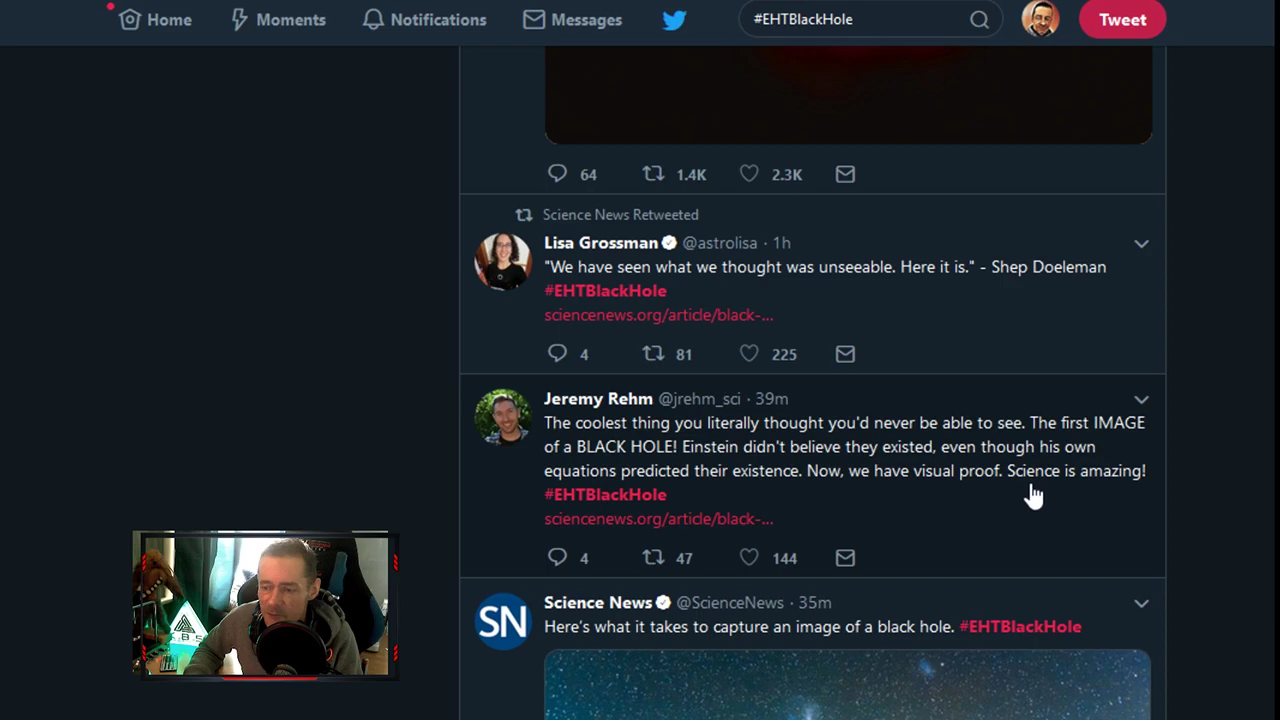 Home Moments Notifications Messages #EHTBlackHole Tweet
64 1.4K 2.3K
Science News Retweeted
Lisa Grossman @astrolisa · 1h
"We have seen what we thought was unseeable. Here it is." - Shep Doeleman
#EHTBlackHole
sciencenews.org/article/black-...
4 81 225
Jeremy Rehm @jrehm_sci · 39m
The coolest thing you literally thought you'd never be able to see. The first IMAGE
of a BLACK HOLE! Einstein didn't believe they existed, even though his own
equations predicted their existence. Now, we have visual proof. Science is amazing!
#EHTBlackHole
sciencenews.org/article/black-...
4 47 144
SN
Science News @ScienceNews · 35m
Here's what it takes to capture an image of a black hole. #EHTBlackHole